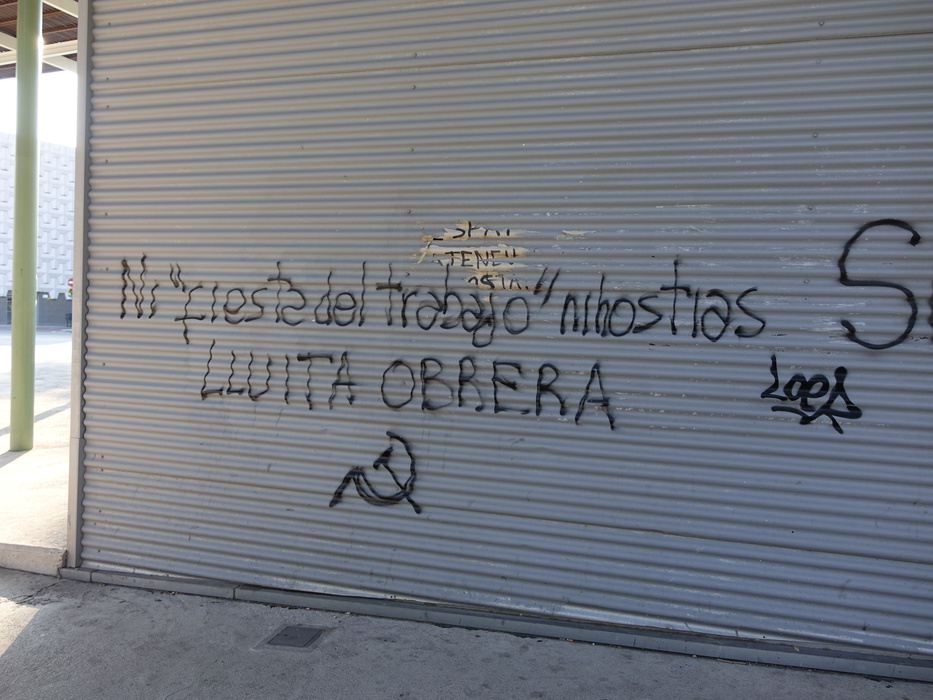 Ni "fiesta del trabajo" ni hostias
LLUITA OBRERA
S